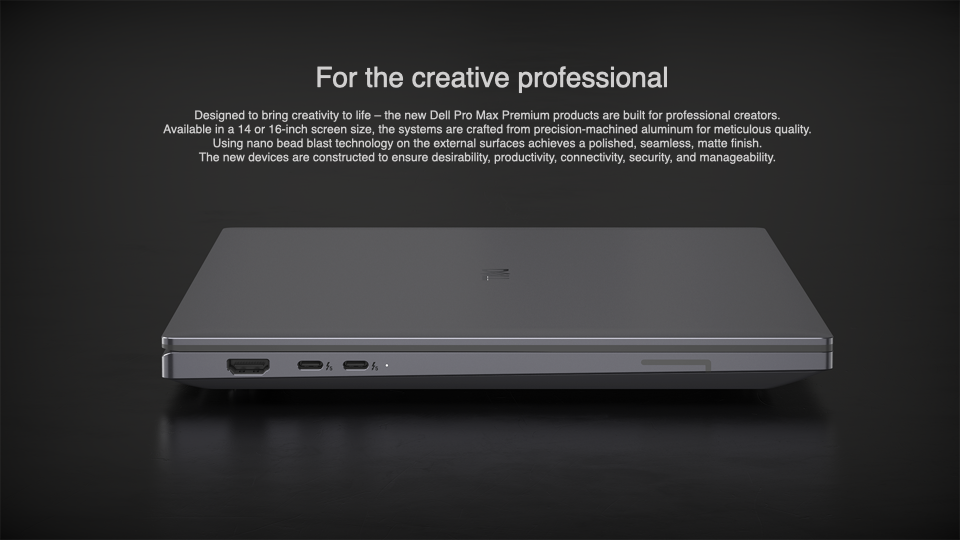 For the creative professional
Designed to bring creativity to life – the new Dell Pro Max Premium products are built for professional creators.
Available in a 14 or 16-inch screen size, the systems are crafted from precision-machined aluminum for meticulous quality.
Using nano bead blast technology on the external surfaces achieves a polished, seamless, matte finish.
The new devices are constructed to ensure desirability, productivity, connectivity, security, and manageability.